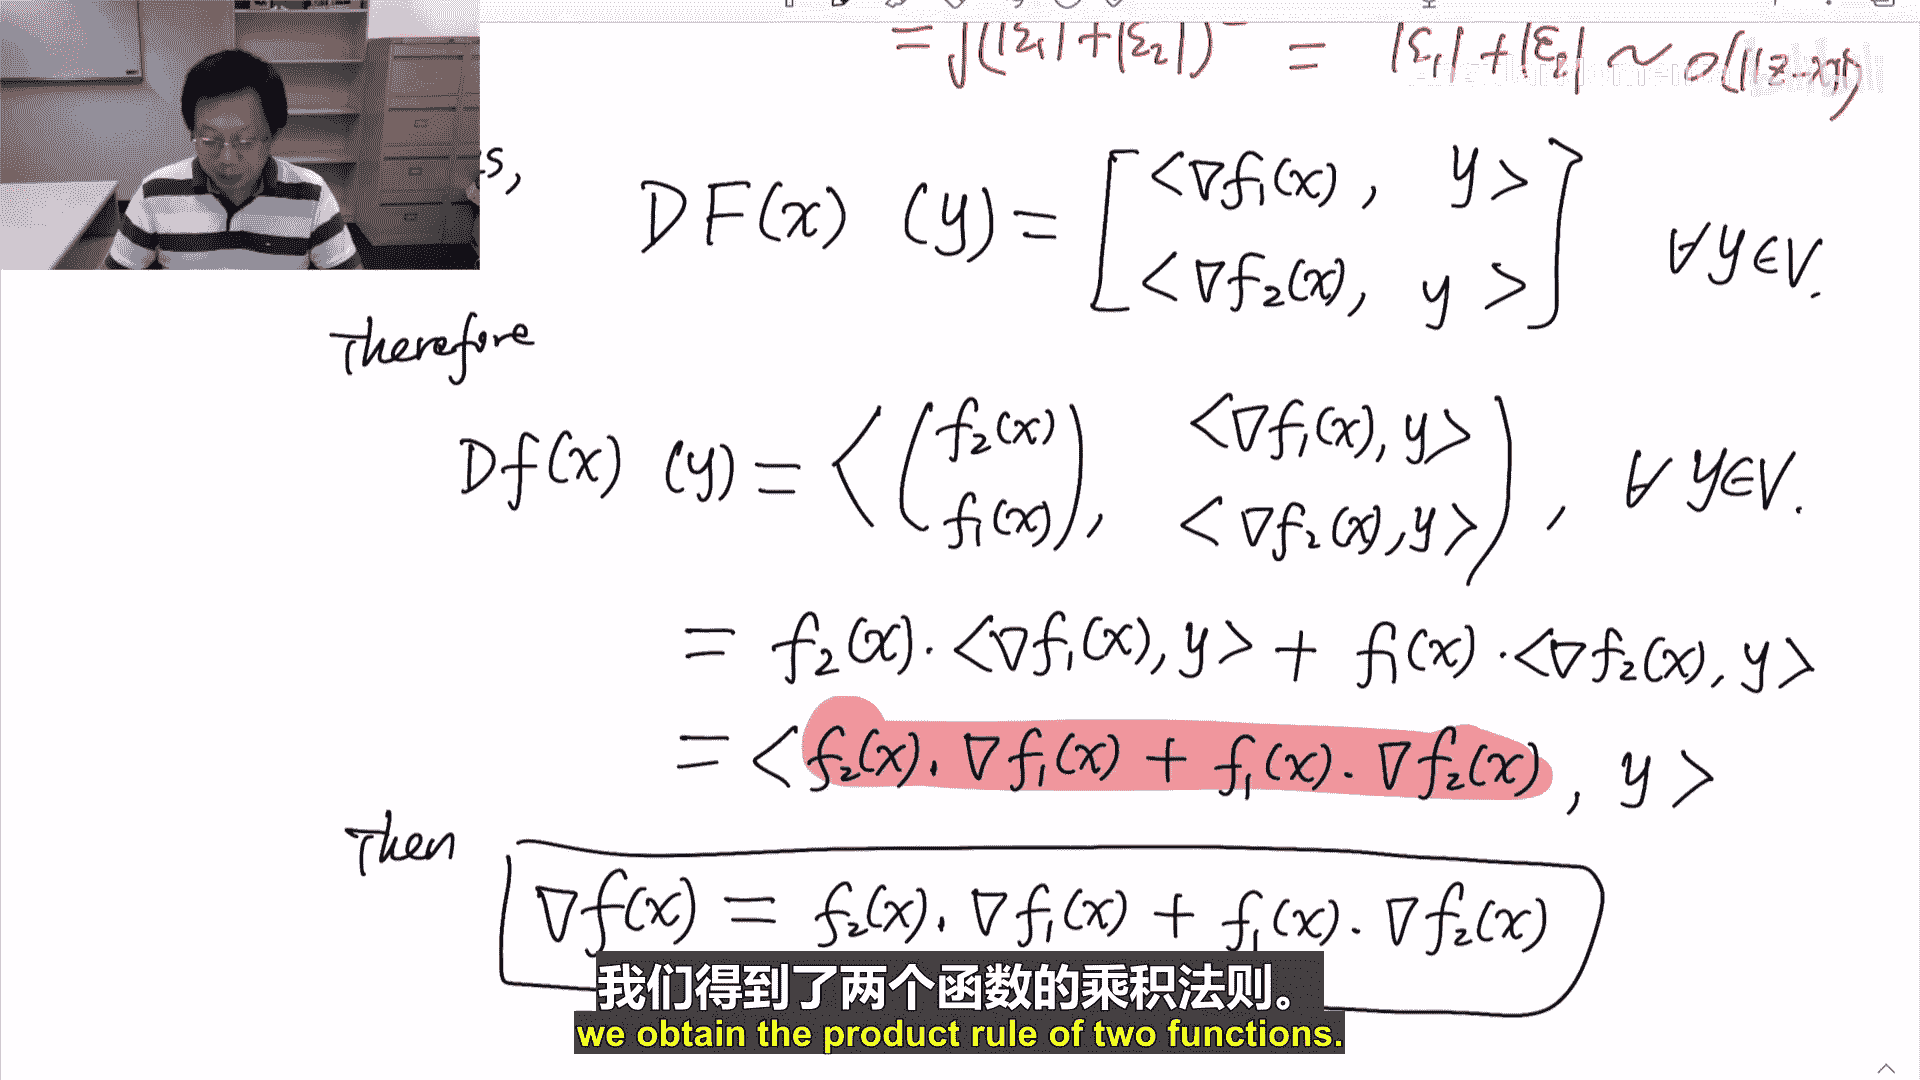 = √(|ε₁|+|ε₂|)² = |ε₁|+|ε₂| ~ o(||z-x||)
s,
DF(x) (y) = [<∇f₁(x), y>
<∇f₂(x), y>] ∀y∈V.
Therefore
Df(x) (y) = <(f₂(x)
f₁(x)), <∇f₁(x), y>
<∇f₂(x), y>), ∀ y∈V.
= f₂(x)·<∇f₁(x), y> + f₁(x)·<∇f₂(x), y>
= <f₂(x)·∇f₁(x) + f₁(x)·∇f₂(x), y>
Then
∇f(x) = f₂(x)·∇f₁(x) + f₁(x)·∇f₂(x)
我们得到了两个函数的乘积法则。
we obtain the product rule of two functions.